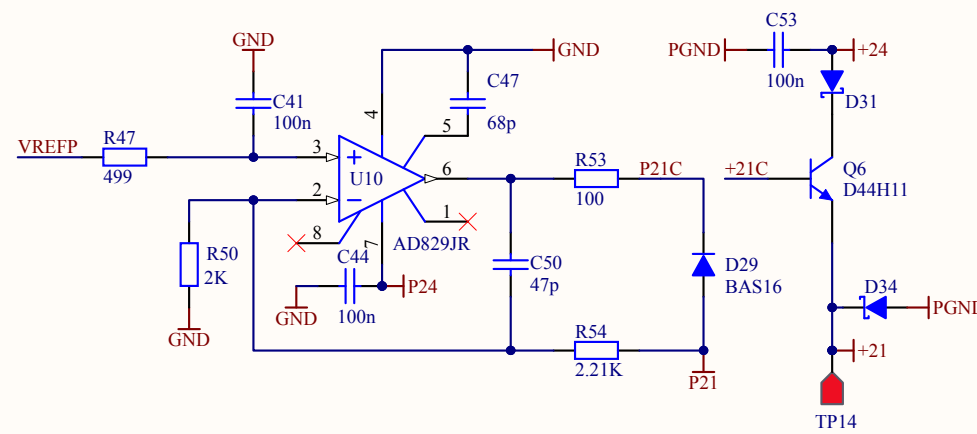 C53
GND
GND
PGND
+24
C47
100n
D31
C41
4
5
68p
100n
R47
VREFP
3
+
6
R53
P21C
+21C
Q6
499
U10
D44H11
2
−
100
1
8
7
AD829JR
R50
C44
C50
D29
2K
P24
47p
BAS16
D34
GND
100n
PGND
GND
R54
+21
2.21K
P21
TP14